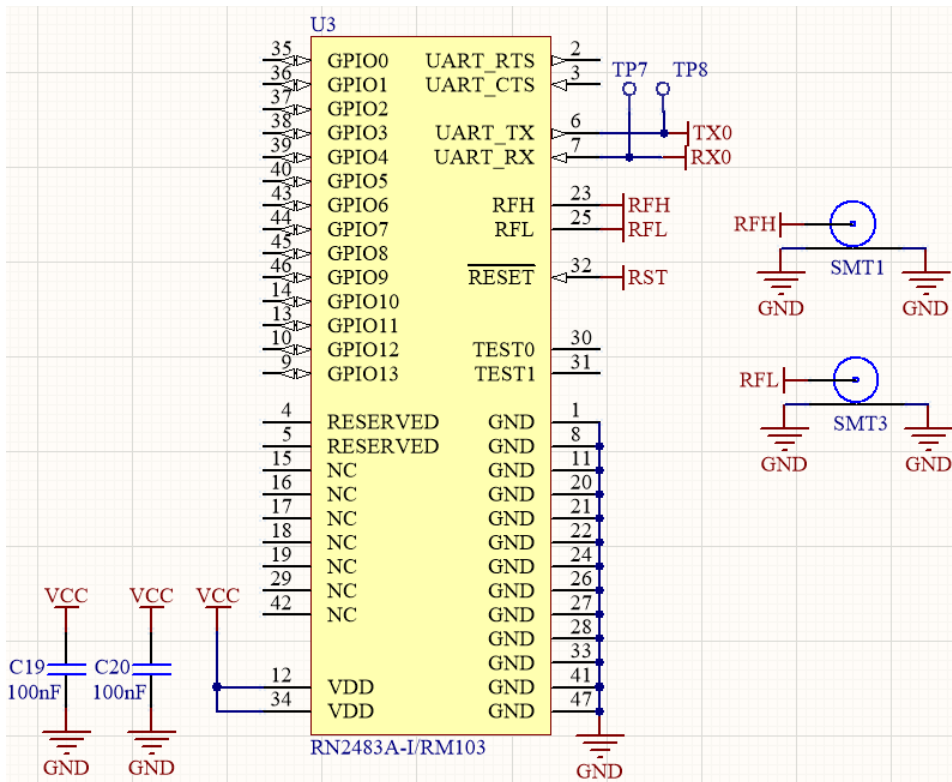 U3
35 GPIO0 UART_RTS 2
36 GPIO1 UART_CTS 3
37 GPIO2
TP7 TP8
38 GPIO3 UART_TX 6 TX0
39 GPIO4 UART_RX 7 RX0
40 GPIO5
43 GPIO6 RFH 23 RFH
44 GPIO7 RFL 25 RFL
45 GPIO8
46 GPIO9 RESET 32 RST
14 GPIO10
13 GPIO11
10 GPIO12 TEST0 30
9 GPIO13 TEST1 31
4 RESERVED GND 1
5 RESERVED GND 8
15 NC GND 11
16 NC GND 20
17 NC GND 21
18 NC GND 22
19 NC GND 24
29 NC GND 26
42 NC GND 27
GND 28
GND 33
12 VDD GND 41
34 VDD GND 47
RN2483A-I/RM103
GND
VCC VCC VCC
C19 C20
100nF 100nF
GND GND
RFH
SMT1
GND GND
RFL
SMT3
GND GND